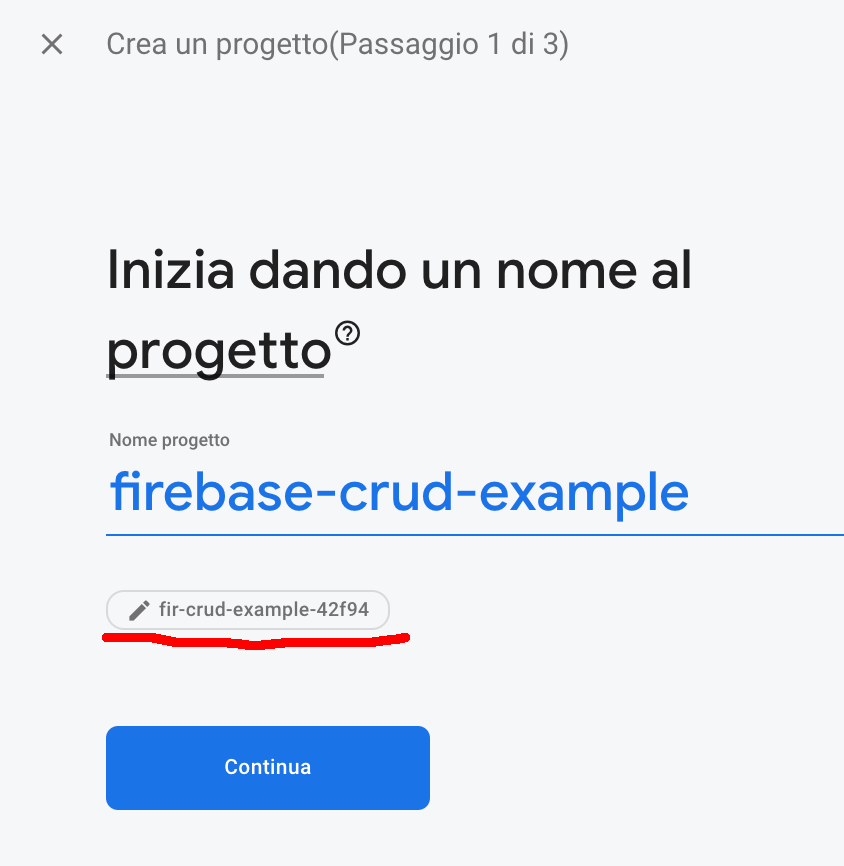 Crea un progetto(Passaggio 1 di 3)
Inizia dando un nome al
progetto?
Nome progetto
firebase-crud-example
fir-crud-example-42f94
Continua